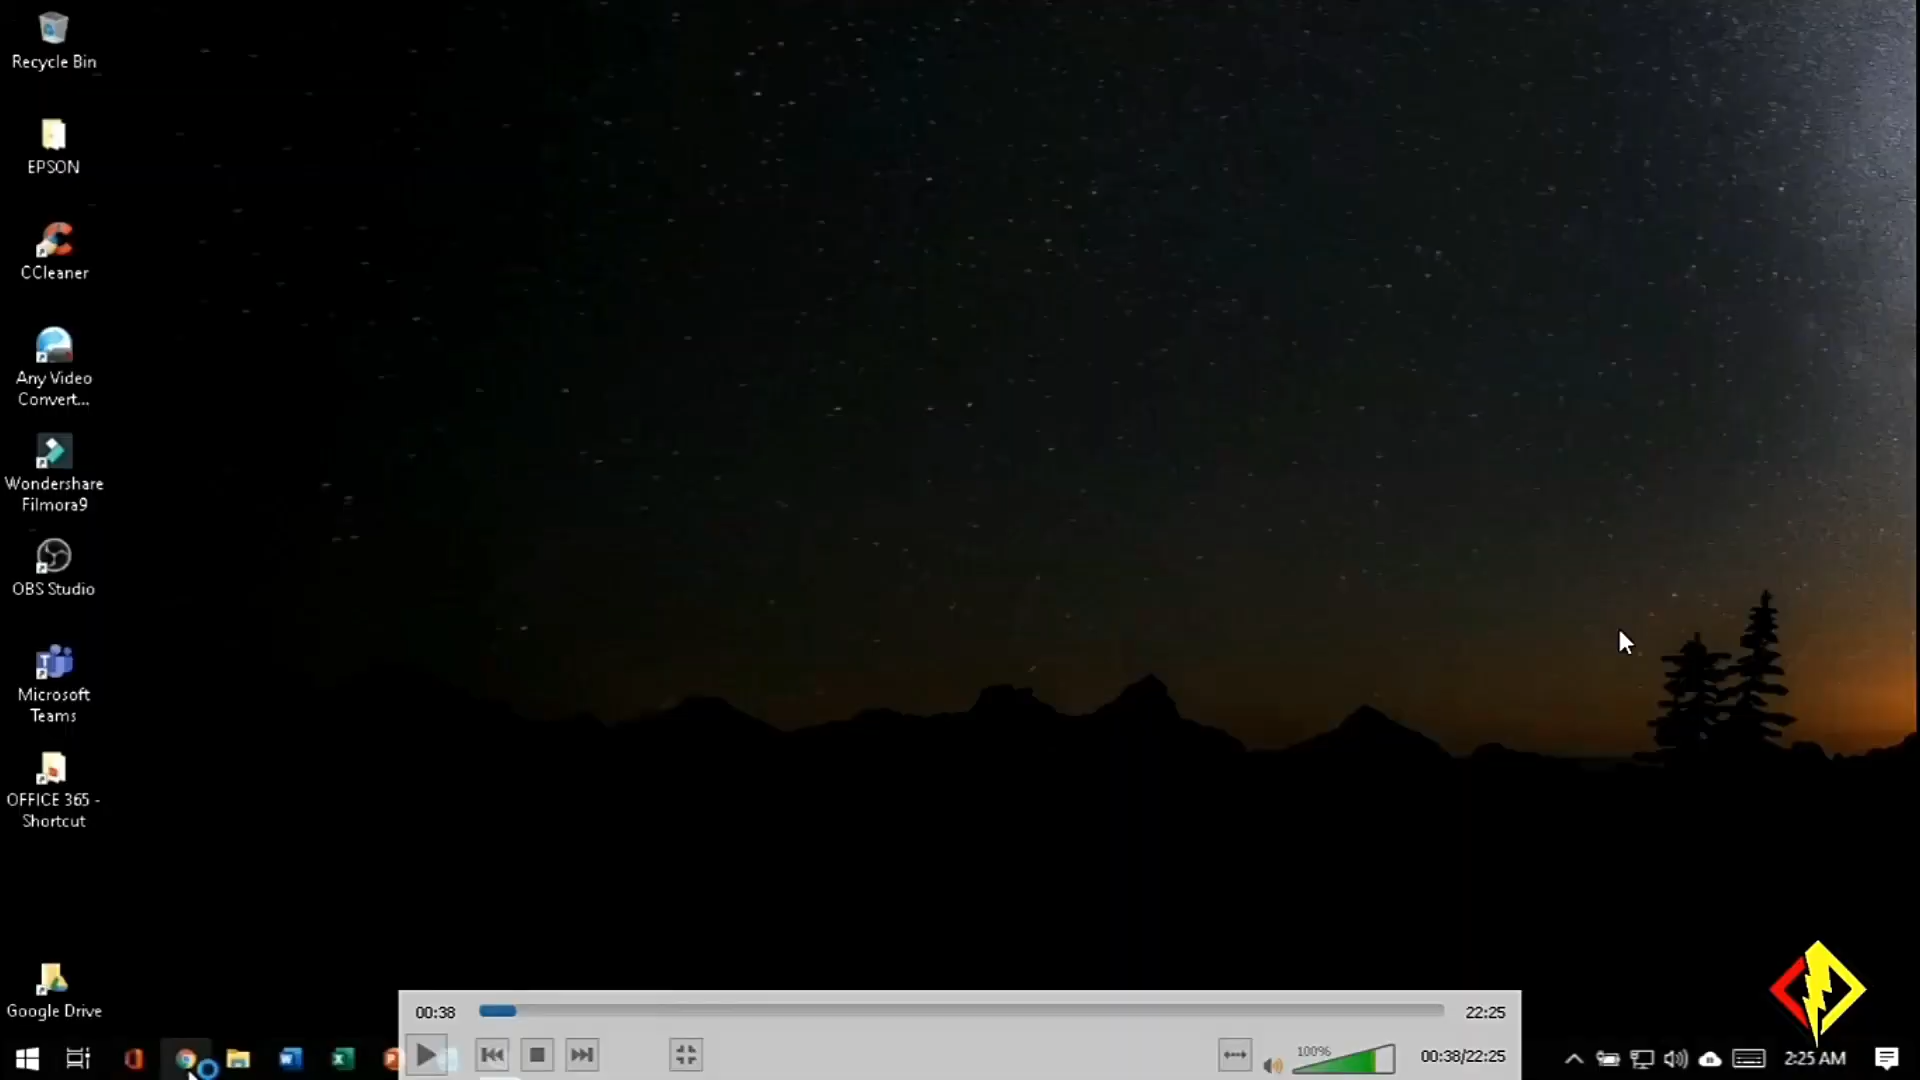 Recycle Bin
EPSON
CCleaner
Any Video
Convert...
Wondershare
Filmora9
OBS Studio
Microsoft
Teams
OFFICE 365 -
Shortcut
Google Drive
00:38
22:25
100%
00:38/22:25
2:25 AM